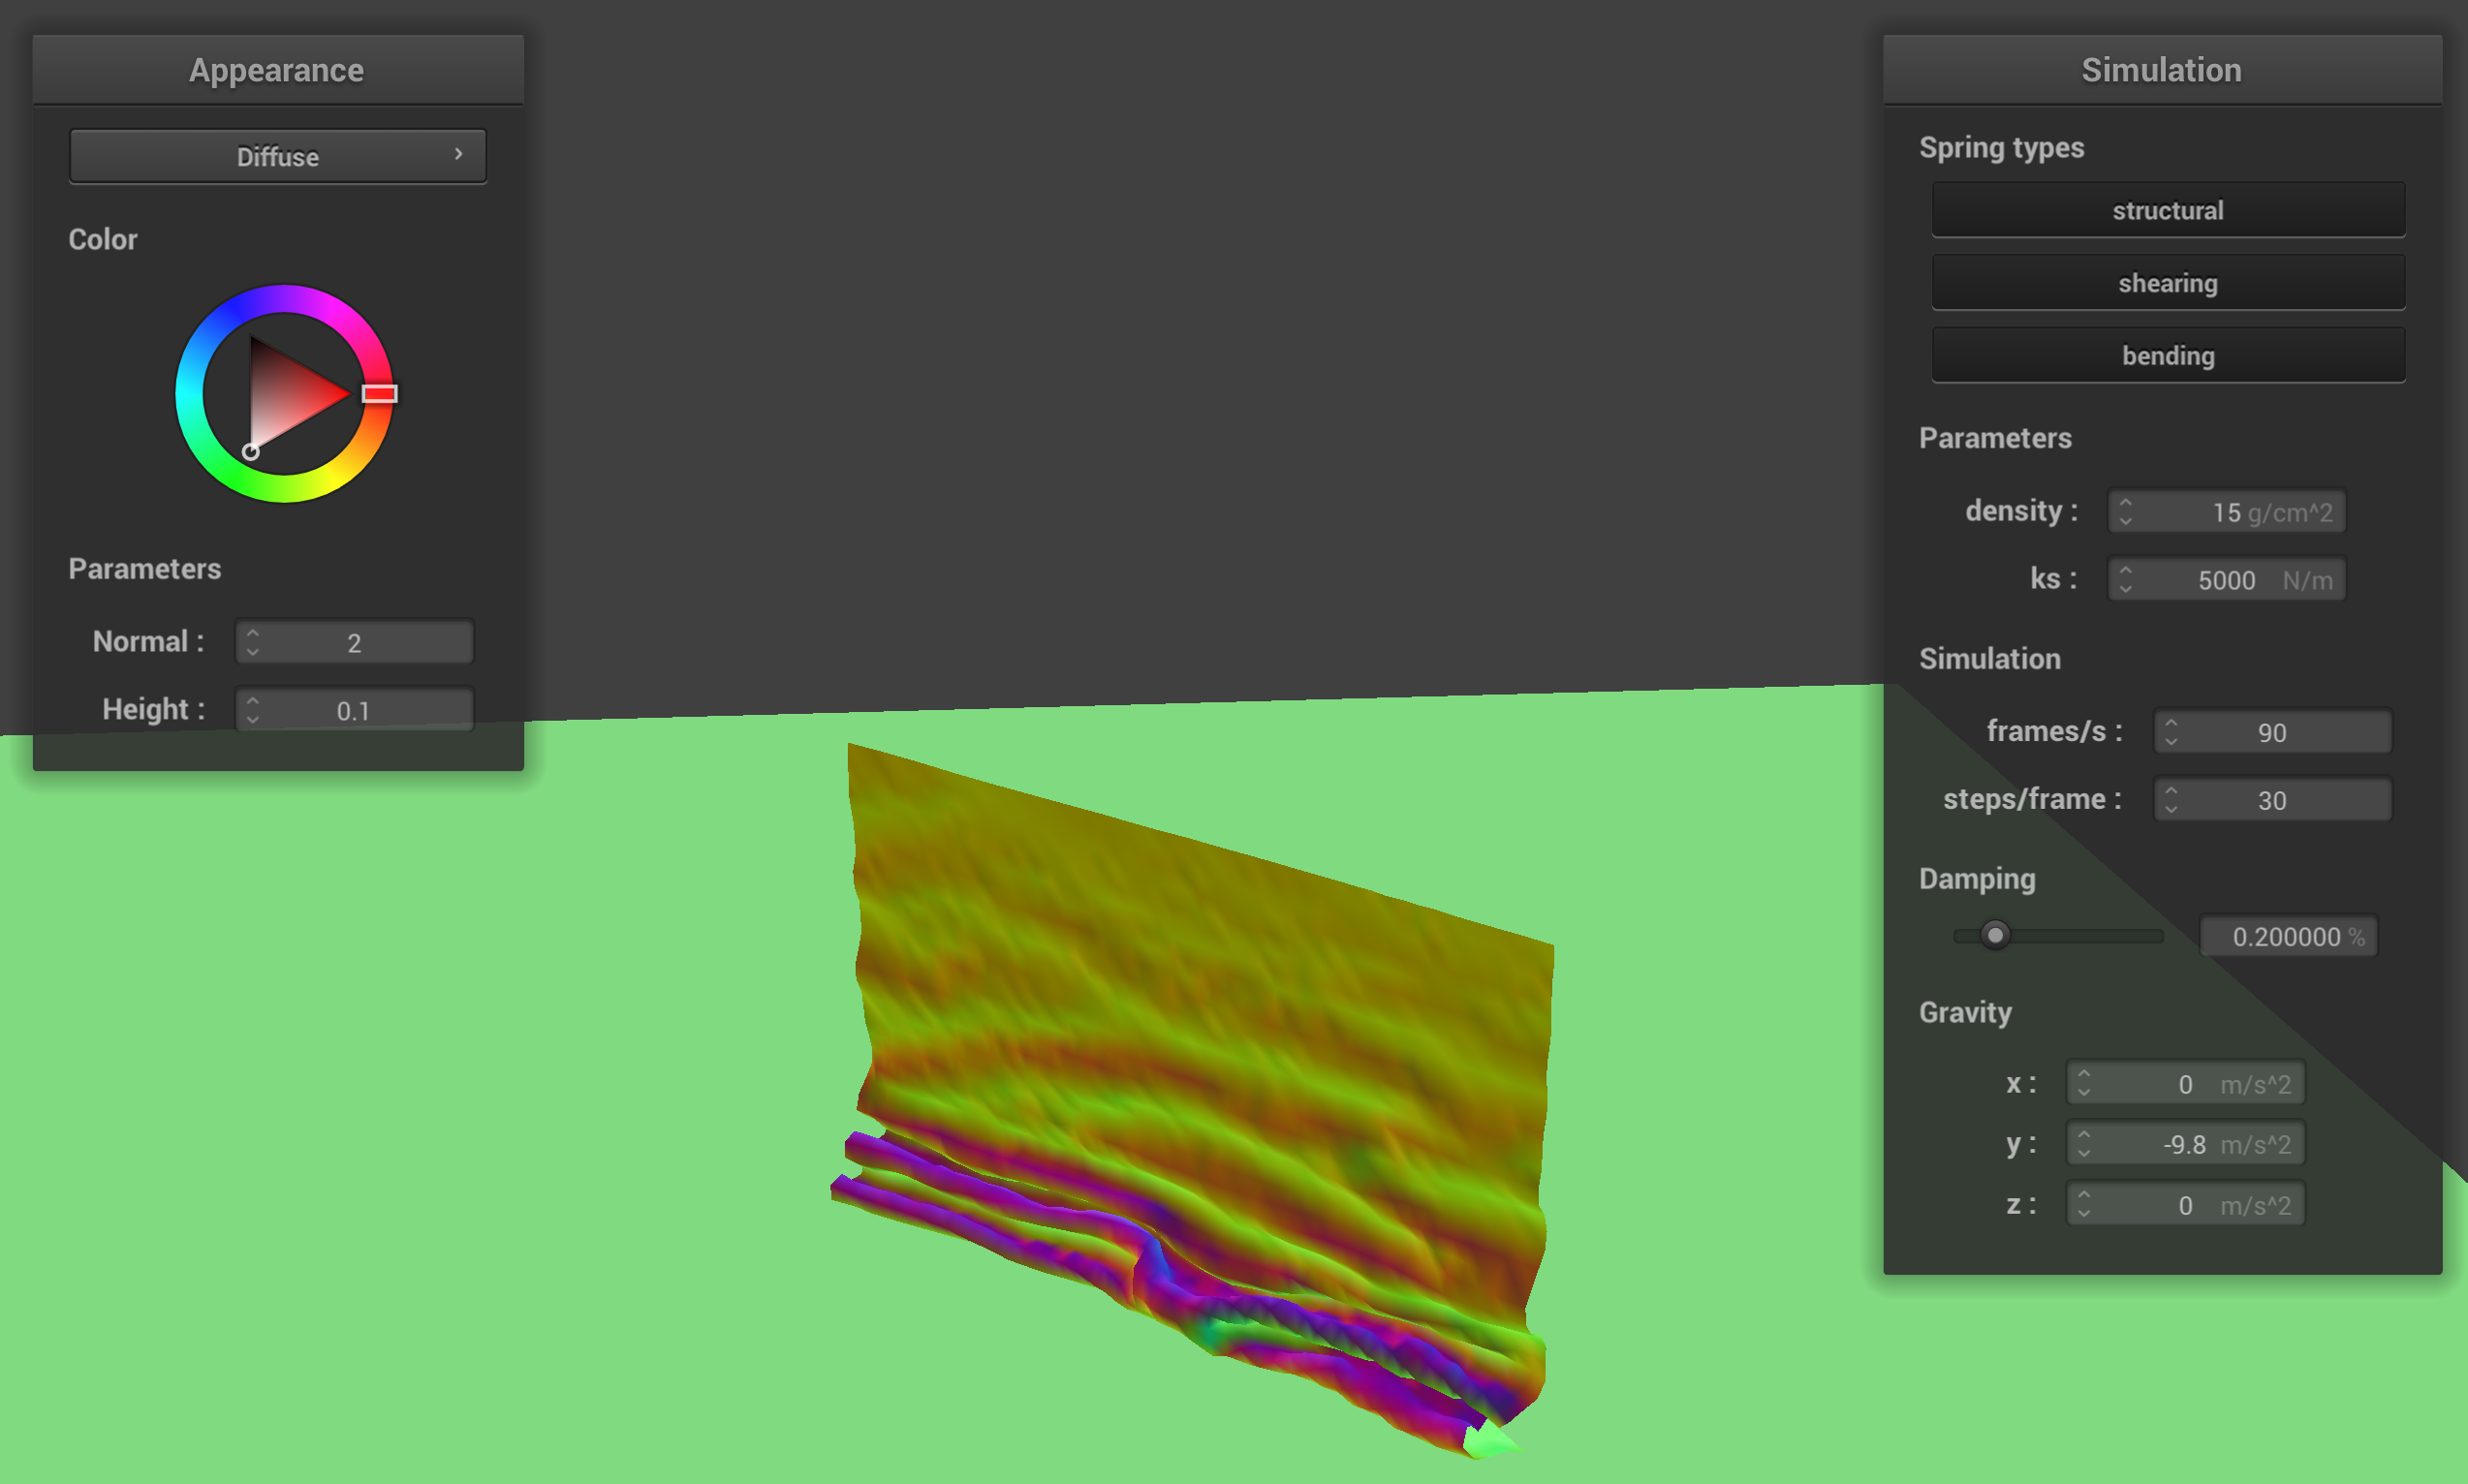 Appearance
Diffuse
Color
Parameters
Normal : 2
Height : 0.1
Simulation
Spring types
structural
shearing
bending
Parameters
density : 15 g/cm^2
ks : 5000 N/m
Simulation
frames/s : 90
steps/frame : 30
Damping
0.200000 %
Gravity
x : 0 m/s^2
y : -9.8 m/s^2
z : 0 m/s^2